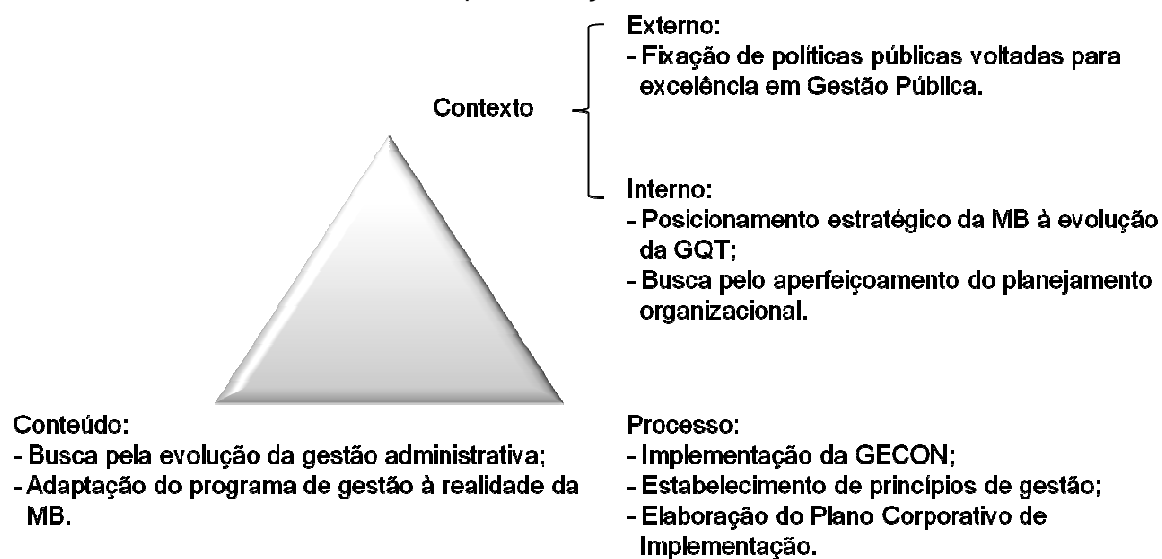 Externo:
- Fixação de políticas públicas voltadas para
excelência em Gestão Pública.
Contexto
Interno:
- Posicionamento estratégico da MB à evolução
da GQT;
- Busca pelo aperfeiçoamento do planejamento
organizacional.
Conteúdo:
- Busca pela evolução da gestão administrativa;
- Adaptação do programa de gestão à realidade da
MB.
Processo:
- Implementação da GECON;
- Estabelecimento de princípios de gestão;
- Elaboração do Plano Corporativo de
Implementação.